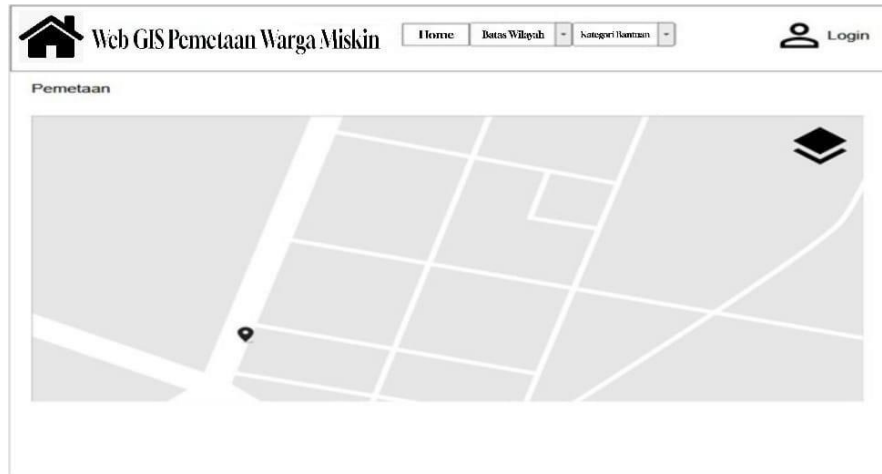 Web GIS Pemetaan Warga Miskin
Home
Batas Wilayah
Kategori Bantuan
Login
Pemetaan